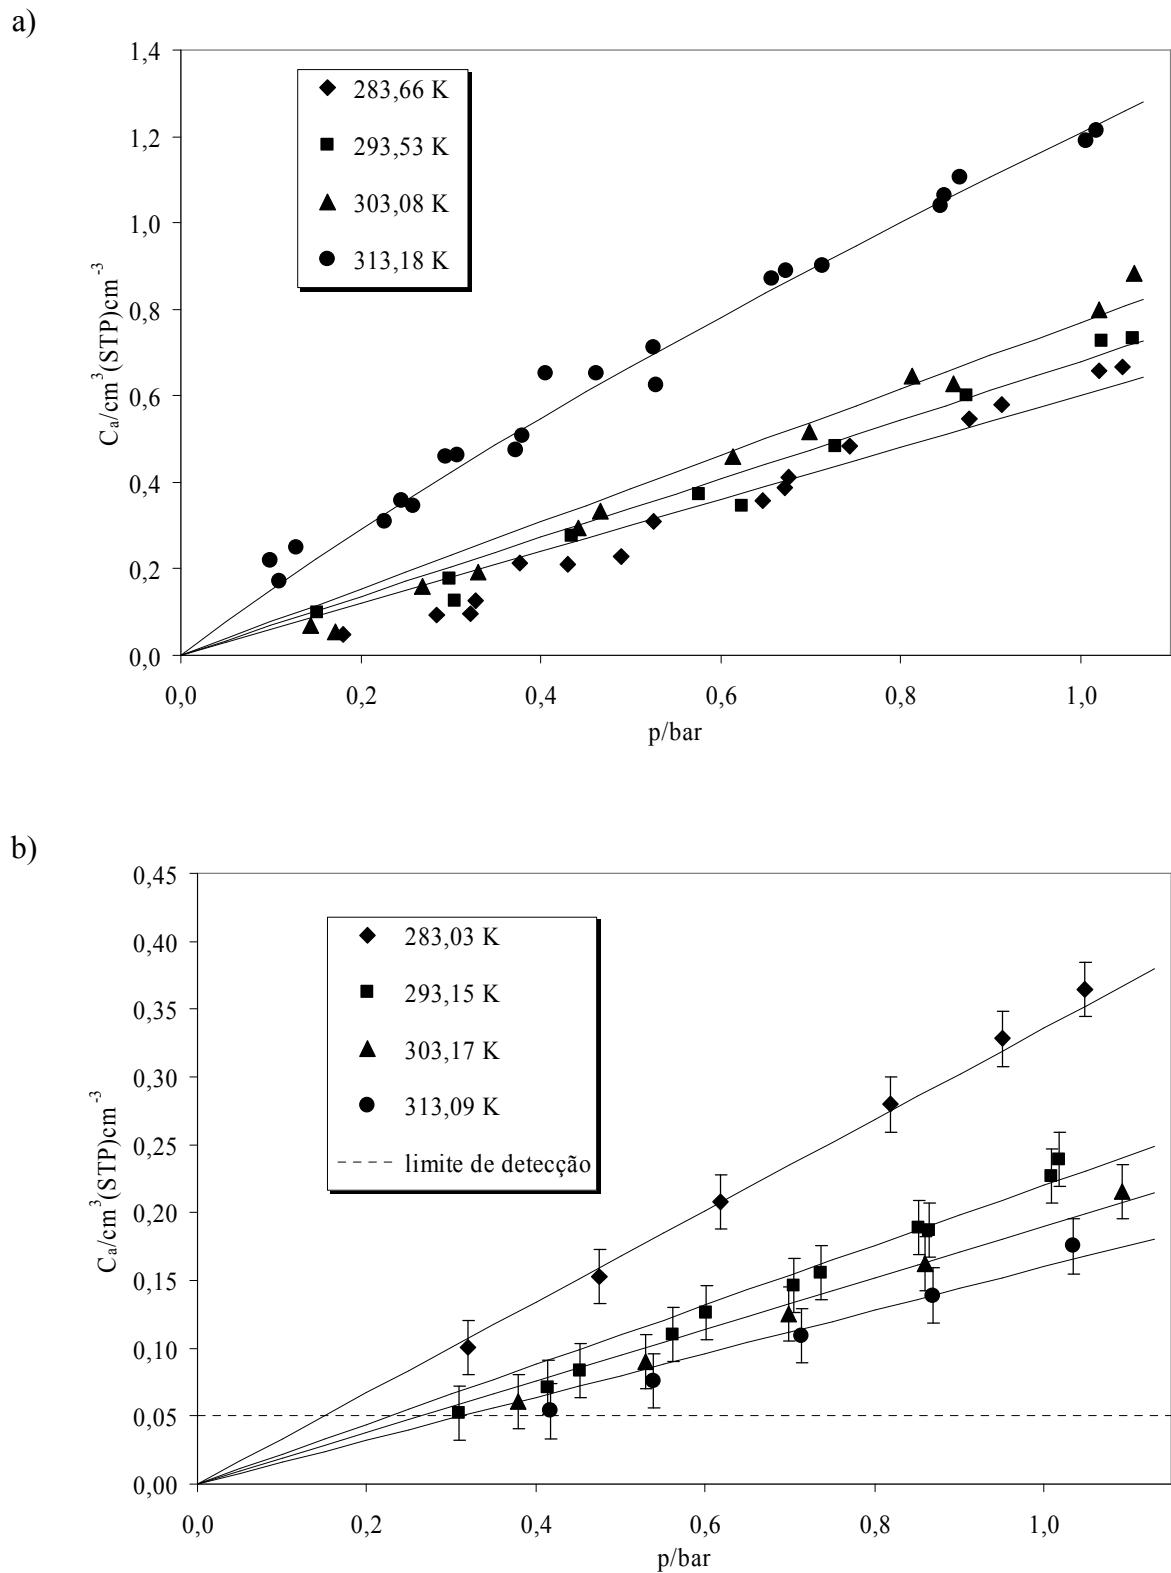 a)
1,4
1,2
1,0
0,8
0,6
0,4
0,2
0,0
Cₐ/cm³(STP)cm⁻³
283,66 K
293,53 K
303,08 K
313,18 K
0,0 0,2 0,4 0,6 0,8 1,0
p/bar
b)
0,45
0,40
0,35
0,30
0,25
0,20
0,15
0,10
0,05
0,00
Cₐ/cm³(STP)cm⁻³
283,03 K
293,15 K
303,17 K
313,09 K
limite de detecção
0,0 0,2 0,4 0,6 0,8 1,0
p/bar